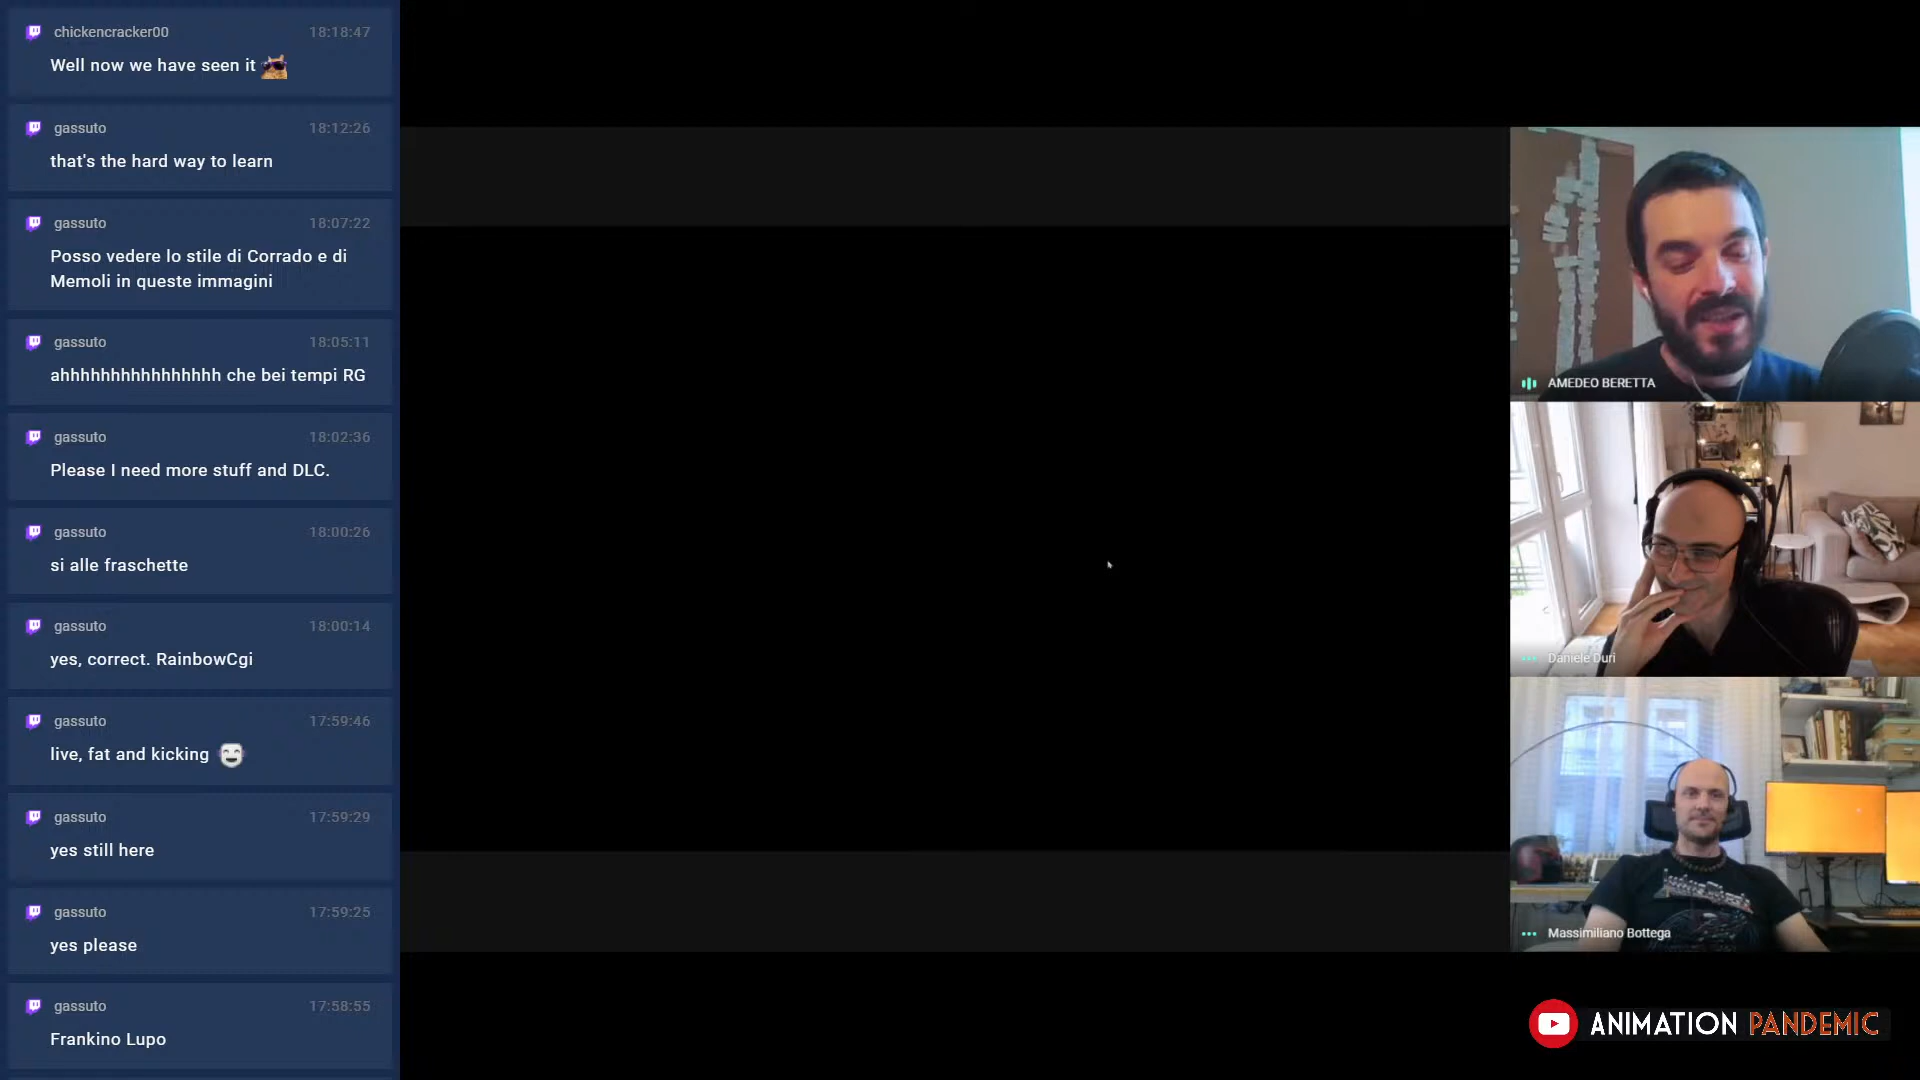 chickencracker00 18:18:47
Well now we have seen it
gassuto 18:12:26
that's the hard way to learn
gassuto 18:07:22
Posso vedere lo stile di Corrado e di
Memoli in queste immagini
gassuto 18:05:11
ahhhhhhhhhhhhhhhh che bei tempi RG
gassuto 18:02:36
Please I need more stuff and DLC.
gassuto 18:00:26
si alle fraschette
gassuto 18:00:14
yes, correct. RainbowCgi
gassuto 17:59:46
live, fat and kicking
gassuto 17:59:29
yes still here
gassuto 17:59:25
yes please
gassuto 17:58:55
Frankino Lupo
AMEDEO BERETTA
Daniele Duri
Massimiliano Bottega
ANIMATION PANDEMIC